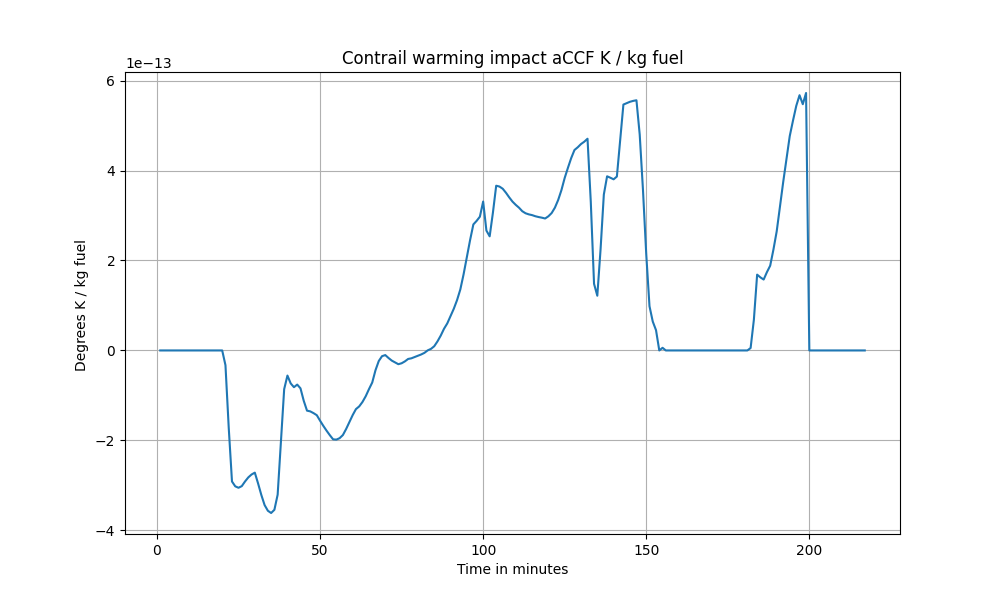 Contrail warming impact aCCF K / kg fuel
1e−13
6
4
2
0
−2
−4
Degrees K / kg fuel
0 50 100 150 200
Time in minutes